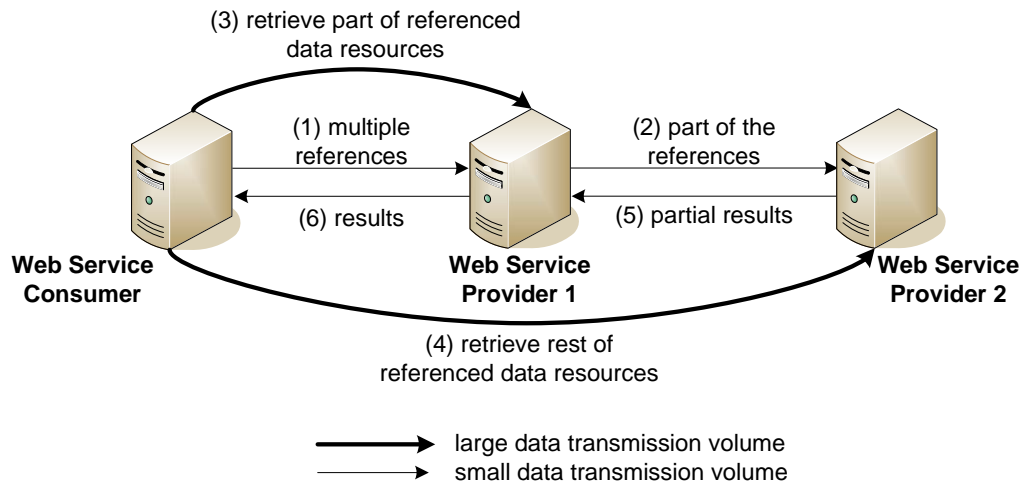 (3) retrieve part of referenced
data resources
(1) multiple
references
(2) part of the
references
(6) results
(5) partial results
Web Service
Consumer
Web Service
Provider 1
Web Service
Provider 2
(4) retrieve rest of
referenced data resources
large data transmission volume
small data transmission volume